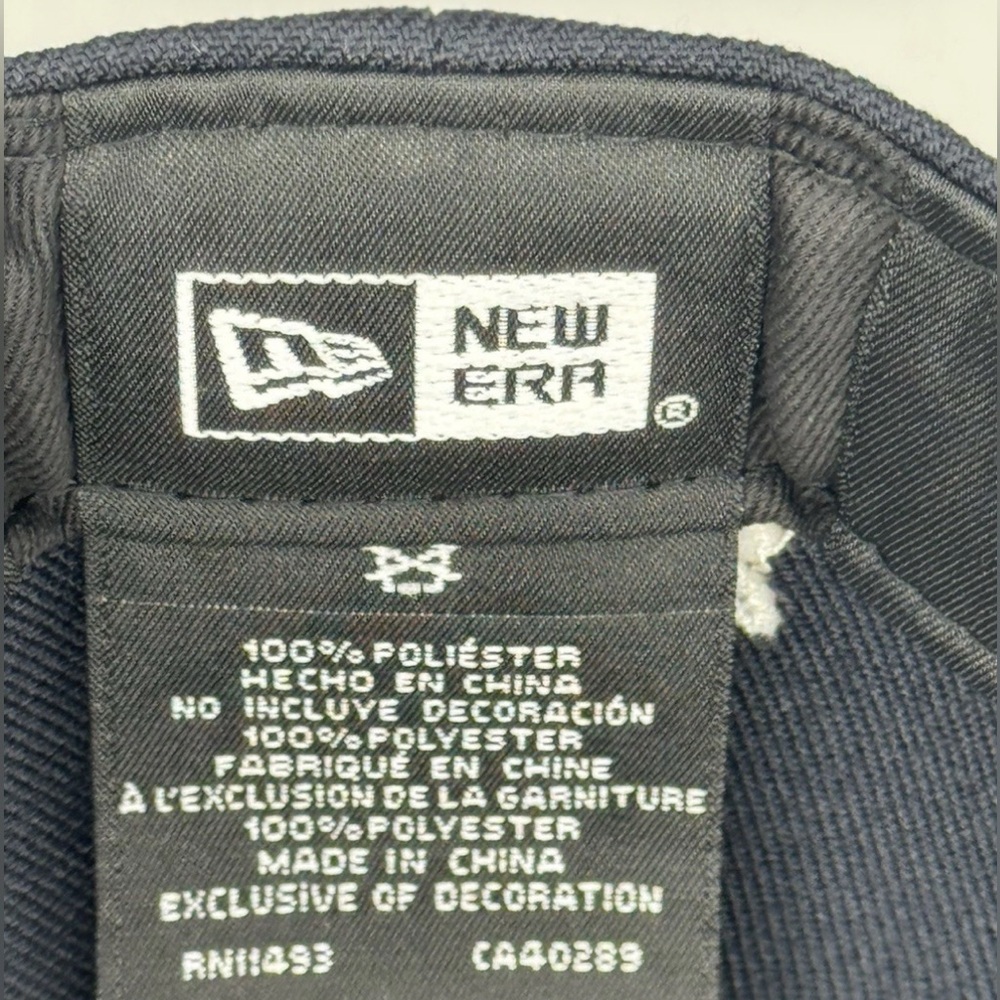 NEW
ERA
®
100% POLIÉSTER
HECHO EN CHINA
NO INCLUYE DECORACIÓN
100% POLYESTER
FABRIQUÉ EN CHINE
À L'EXCLUSION DE LA GARNITURE
100% POLYESTER
MADE IN CHINA
EXCLUSIVE OF DECORATION
RN11493 CA40289